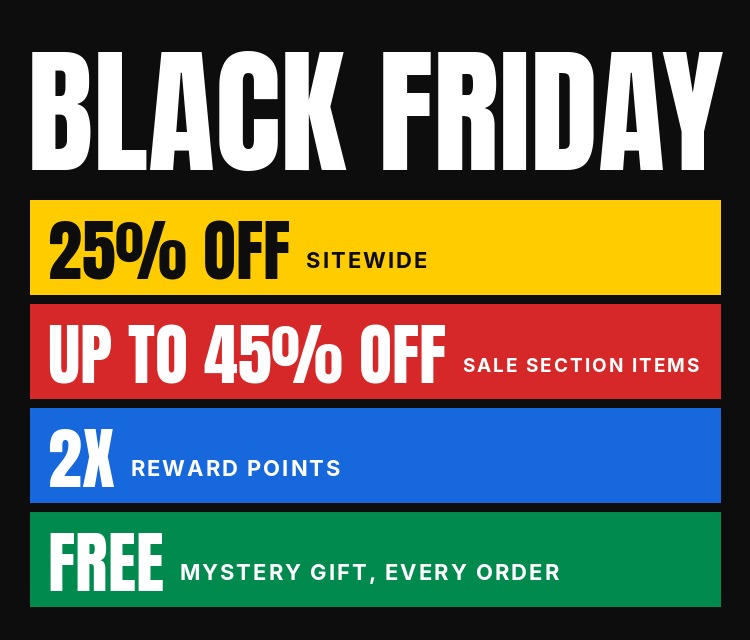 BLACK FRIDAY
25% OFF SITEWIDE
UP TO 45% OFF SALE SECTION ITEMS
2X REWARD POINTS
FREE MYSTERY GIFT, EVERY ORDER